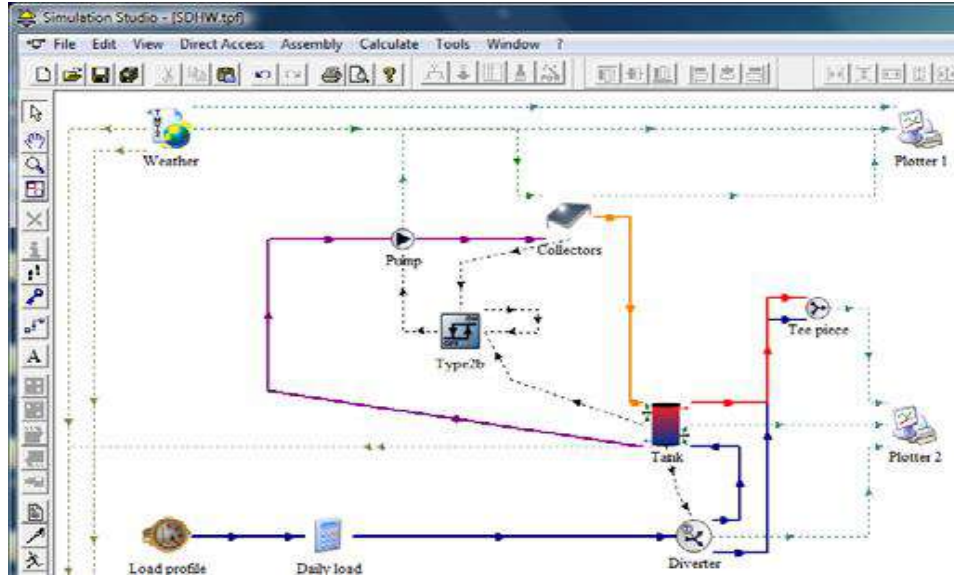 Simulation Studio - [SDHW.tpf]
File Edit View Direct Access Assembly Calculate Tools Window ?
Weather
Plotter 1
Collectors
Pump
Tee piece
Type2b
Tank
Plotter 2
Load profile
Daily load
Diverter
A